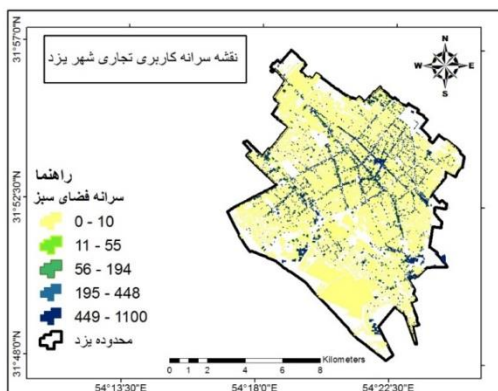 نقشه سرانه کاربری تجاری شهر یزد
N
W E
S
31°57'0"N
31°52'30"N
31°48'0"N
راهنما
سرانه فضای سبز
0 - 10
11 - 55
56 - 194
195 - 448
449 - 1100
محدوده یزد
Kilometers
0 1 2 4 6 8
54°13'30"E 54°18'0"E 54°22'30"E